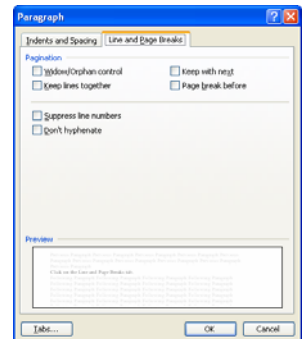 Paragraph
Indents and Spacing
Line and Page Breaks
Pagination
Widow/Orphan control
Keep with next
Keep lines together
Page break before
Suppress line numbers
Don't hyphenate
Preview
Click on the Line and Page Breaks tab.
Tabs...
OK
Cancel